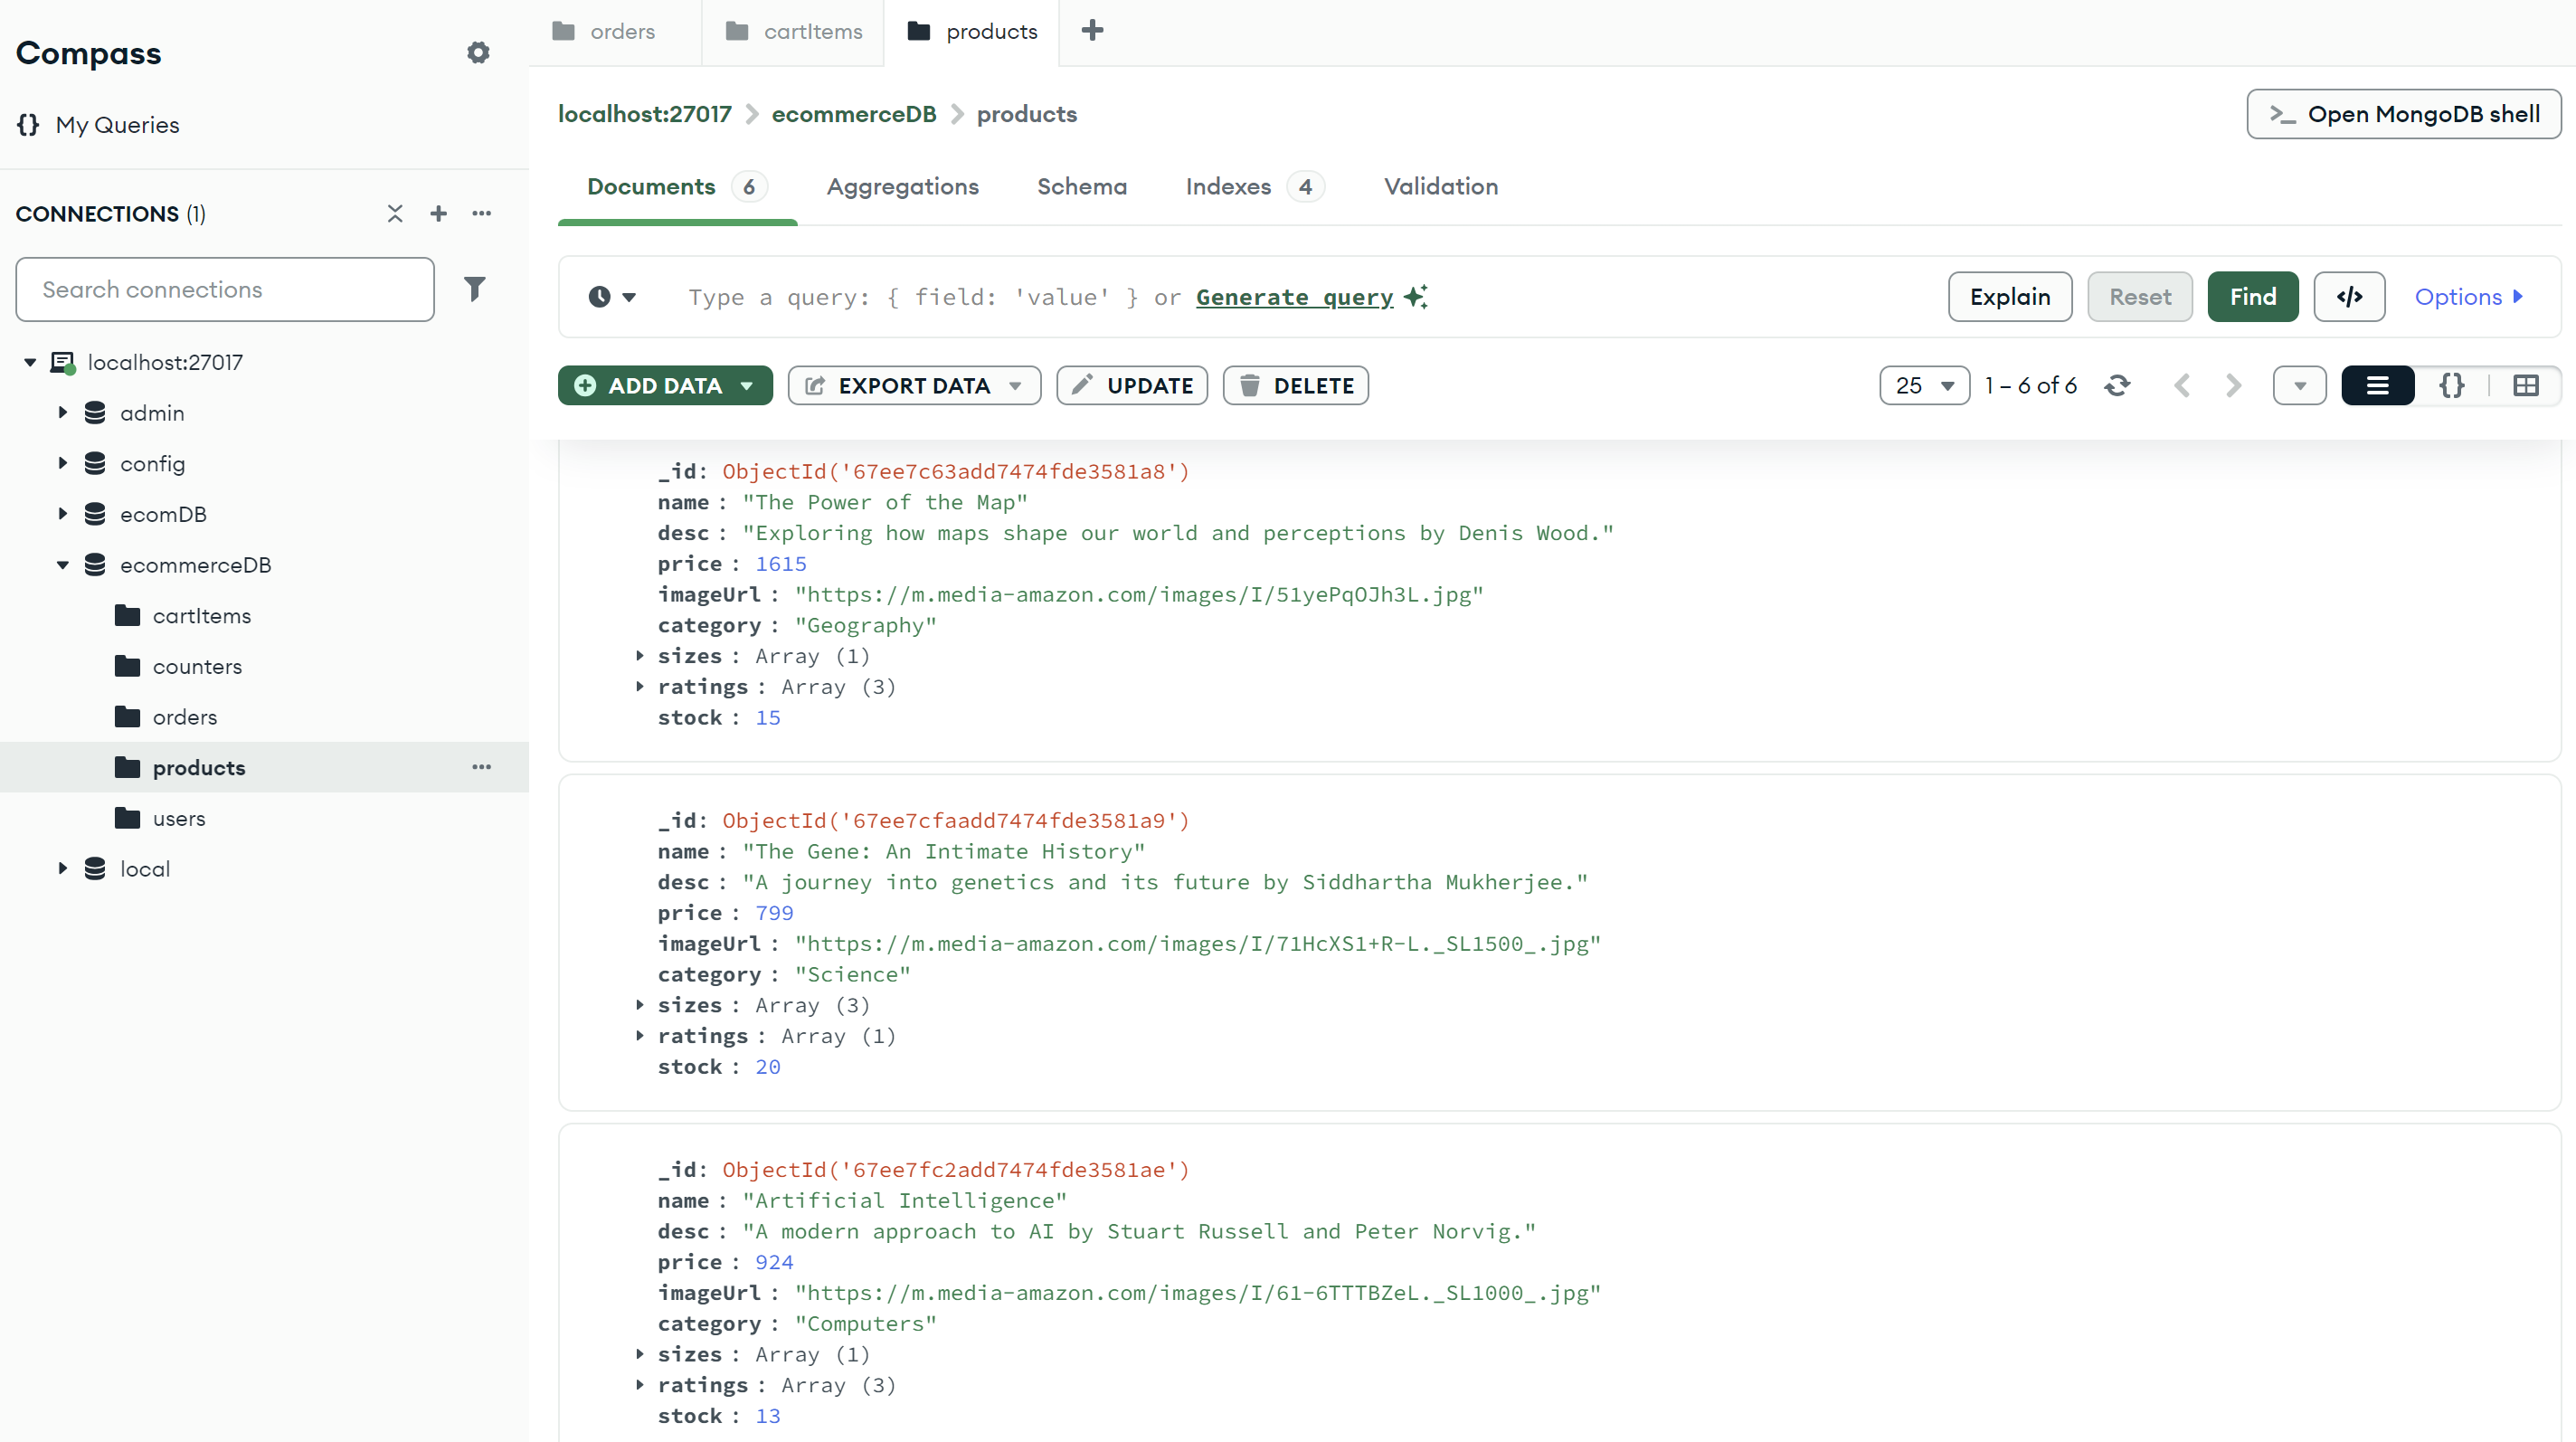 Compass
My Queries
CONNECTIONS (1)
Search connections
localhost:27017
admin
config
ecomDB
ecommerceDB
cartItems
counters
orders
products
users
local
orders
cartItems
products
localhost:27017 > ecommerceDB > products
>_ Open MongoDB shell
Documents 6 Aggregations Schema Indexes 4 Validation
Type a query: { field: 'value' } or Generate query
Explain Reset Find </> Options
ADD DATA EXPORT DATA UPDATE DELETE
25 1 – 6 of 6 {}
_id: ObjectId('67ee7c63add7474fde3581a8')
name : "The Power of the Map"
desc : "Exploring how maps shape our world and perceptions by Denis Wood."
price : 1615
imageUrl : "https://m.media-amazon.com/images/I/51yePqOJh3L.jpg"
category : "Geography"
sizes : Array (1)
ratings : Array (3)
stock : 15
_id: ObjectId('67ee7cfaadd7474fde3581a9')
name : "The Gene: An Intimate History"
desc : "A journey into genetics and its future by Siddhartha Mukherjee."
price : 799
imageUrl : "https://m.media-amazon.com/images/I/71HcXS1+R-L._SL1500_.jpg"
category : "Science"
sizes : Array (3)
ratings : Array (1)
stock : 20
_id: ObjectId('67ee7fc2add7474fde3581ae')
name : "Artificial Intelligence"
desc : "A modern approach to AI by Stuart Russell and Peter Norvig."
price : 924
imageUrl : "https://m.media-amazon.com/images/I/61-6TTTBZeL._SL1000_.jpg"
category : "Computers"
sizes : Array (1)
ratings : Array (3)
stock : 13